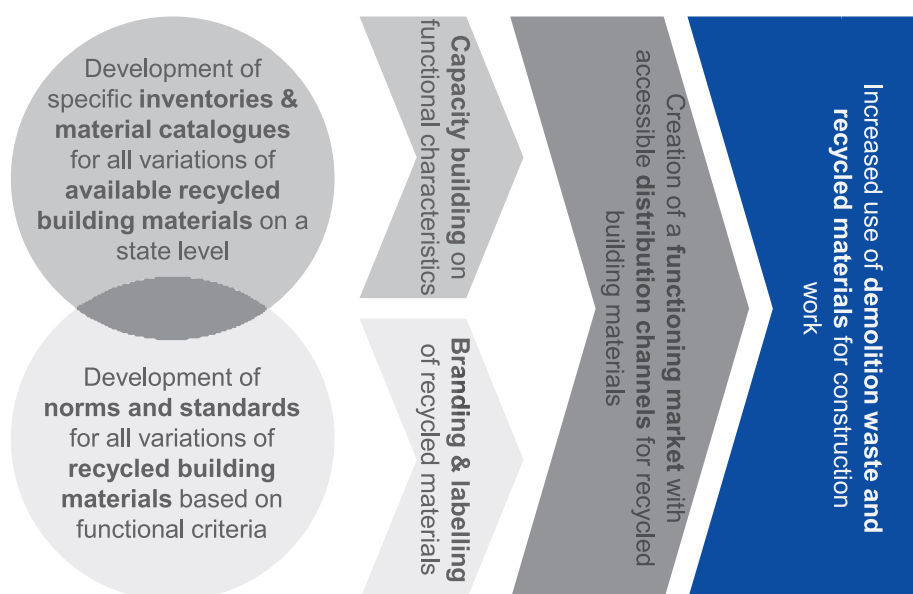 Development of
specific inventories &
material catalogues
for all variations of
available recycled
building materials on a
state level
Development of
norms and standards
for all variations of
recycled building
materials based on
functional criteria
Capacity building on
functional characteristics
Branding & labelling
of recycled materials
Creation of a functioning market with
accessible distribution channels for recycled
building materials
Increased use of demolition waste and
recycled materials for construction
work